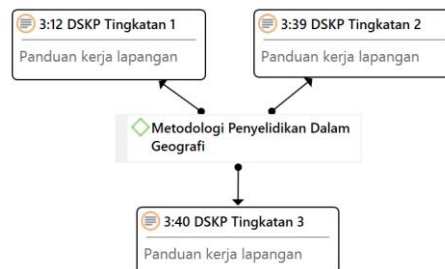 3:12 DSKP Tingkatan 1
Panduan kerja lapangan
3:39 DSKP Tingkatan 2
Panduan kerja lapangan
Metodologi Penyelidikan Dalam
Geografi
3:40 DSKP Tingkatan 3
Panduan kerja lapangan